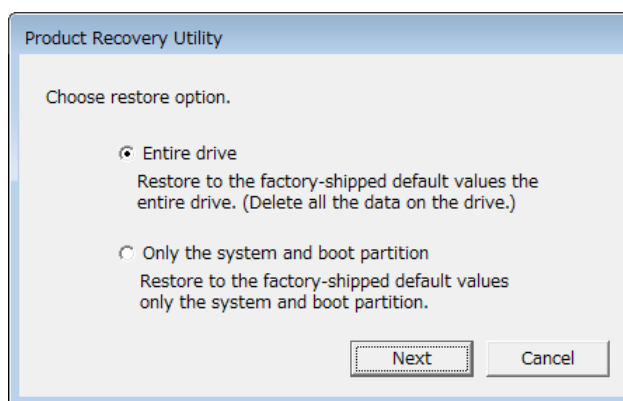 Product Recovery Utility
Choose restore option.
Entire drive
Restore to the factory-shipped default values the
entire drive. (Delete all the data on the drive.)
Only the system and boot partition
Restore to the factory-shipped default values
only the system and boot partition.
Next Cancel